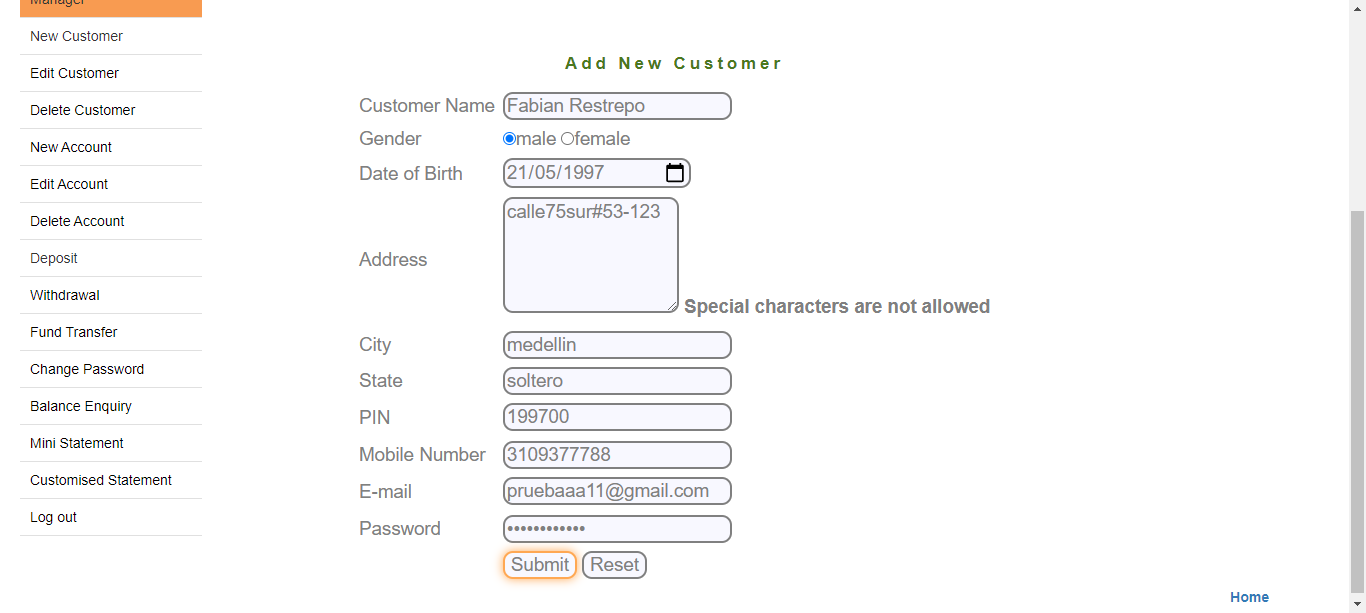 Manager
New Customer
Edit Customer
Delete Customer
New Account
Edit Account
Delete Account
Deposit
Withdrawal
Fund Transfer
Change Password
Balance Enquiry
Mini Statement
Customised Statement
Log out
Add New Customer
Customer Name Fabian Restrepo
Gender male female
Date of Birth 21/05/1997
Address calle75sur#53-123 Special characters are not allowed
City medellin
State soltero
PIN 199700
Mobile Number 3109377788
E-mail pruebaaa11@gmail.com
Password ••••••••••••
Submit Reset
Home